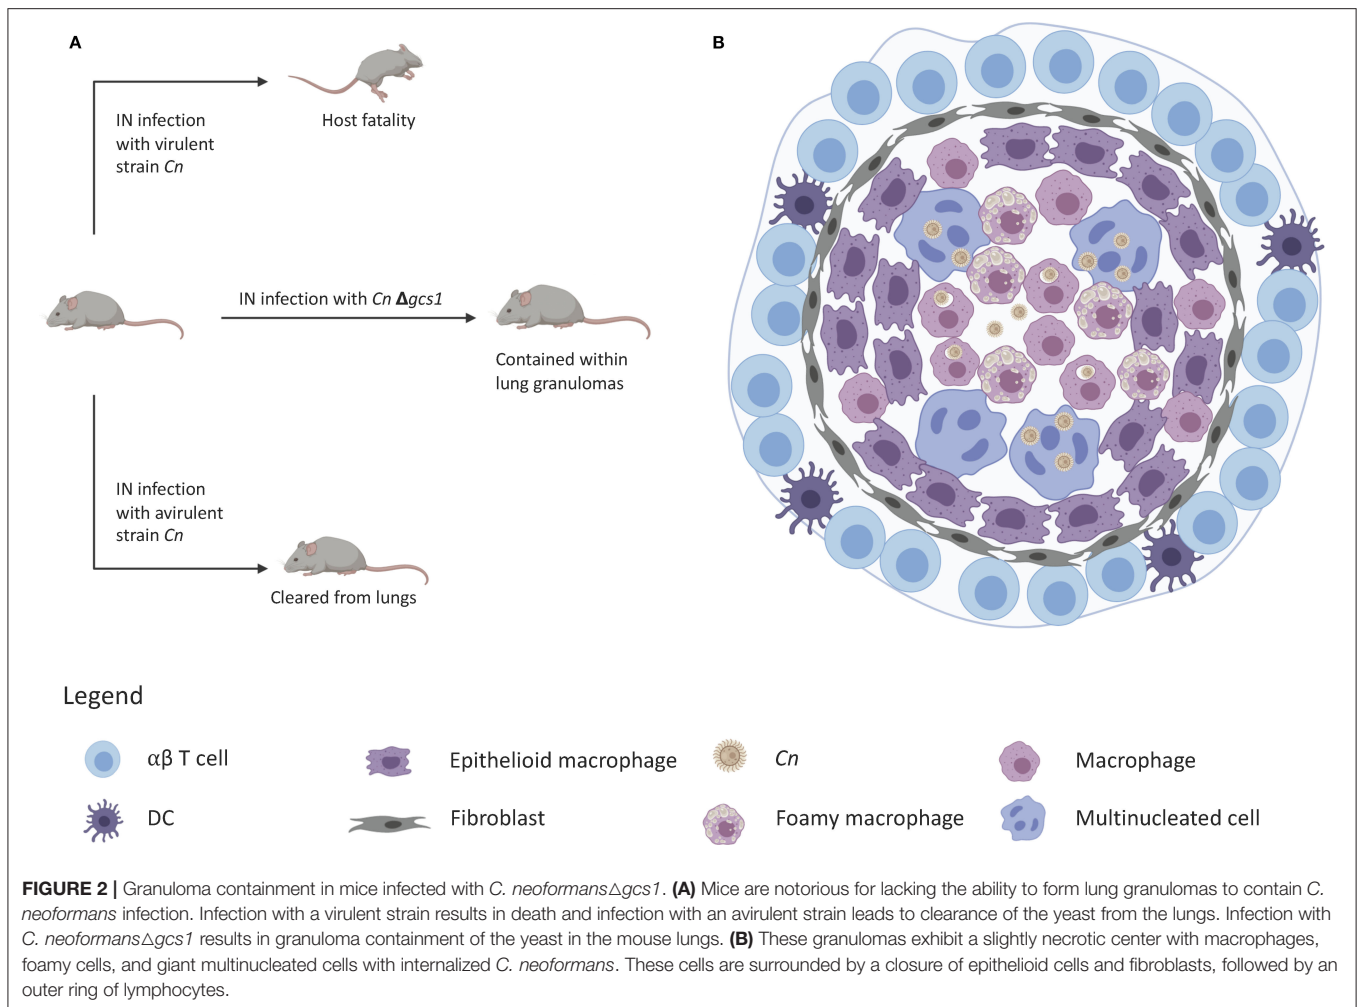 A
IN infection
with virulent
strain Cn
Host fatality
IN infection with Cn Δgcs1
Contained within
lung granulomas
IN infection
with avirulent
strain Cn
Cleared from lungs
B
Legend
αβ T cell
Epithelioid macrophage
Cn
Macrophage
DC
Fibroblast
Foamy macrophage
Multinucleated cell
FIGURE 2 | Granuloma containment in mice infected with C. neoformans△gcs1. (A) Mice are notorious for lacking the ability to form lung granulomas to contain C.
neoformans infection. Infection with a virulent strain results in death and infection with an avirulent strain leads to clearance of the yeast from the lungs. Infection with
C. neoformans△gcs1 results in granuloma containment of the yeast in the mouse lungs. (B) These granulomas exhibit a slightly necrotic center with macrophages,
foamy cells, and giant multinucleated cells with internalized C. neoformans. These cells are surrounded by a closure of epithelioid cells and fibroblasts, followed by an
outer ring of lymphocytes.